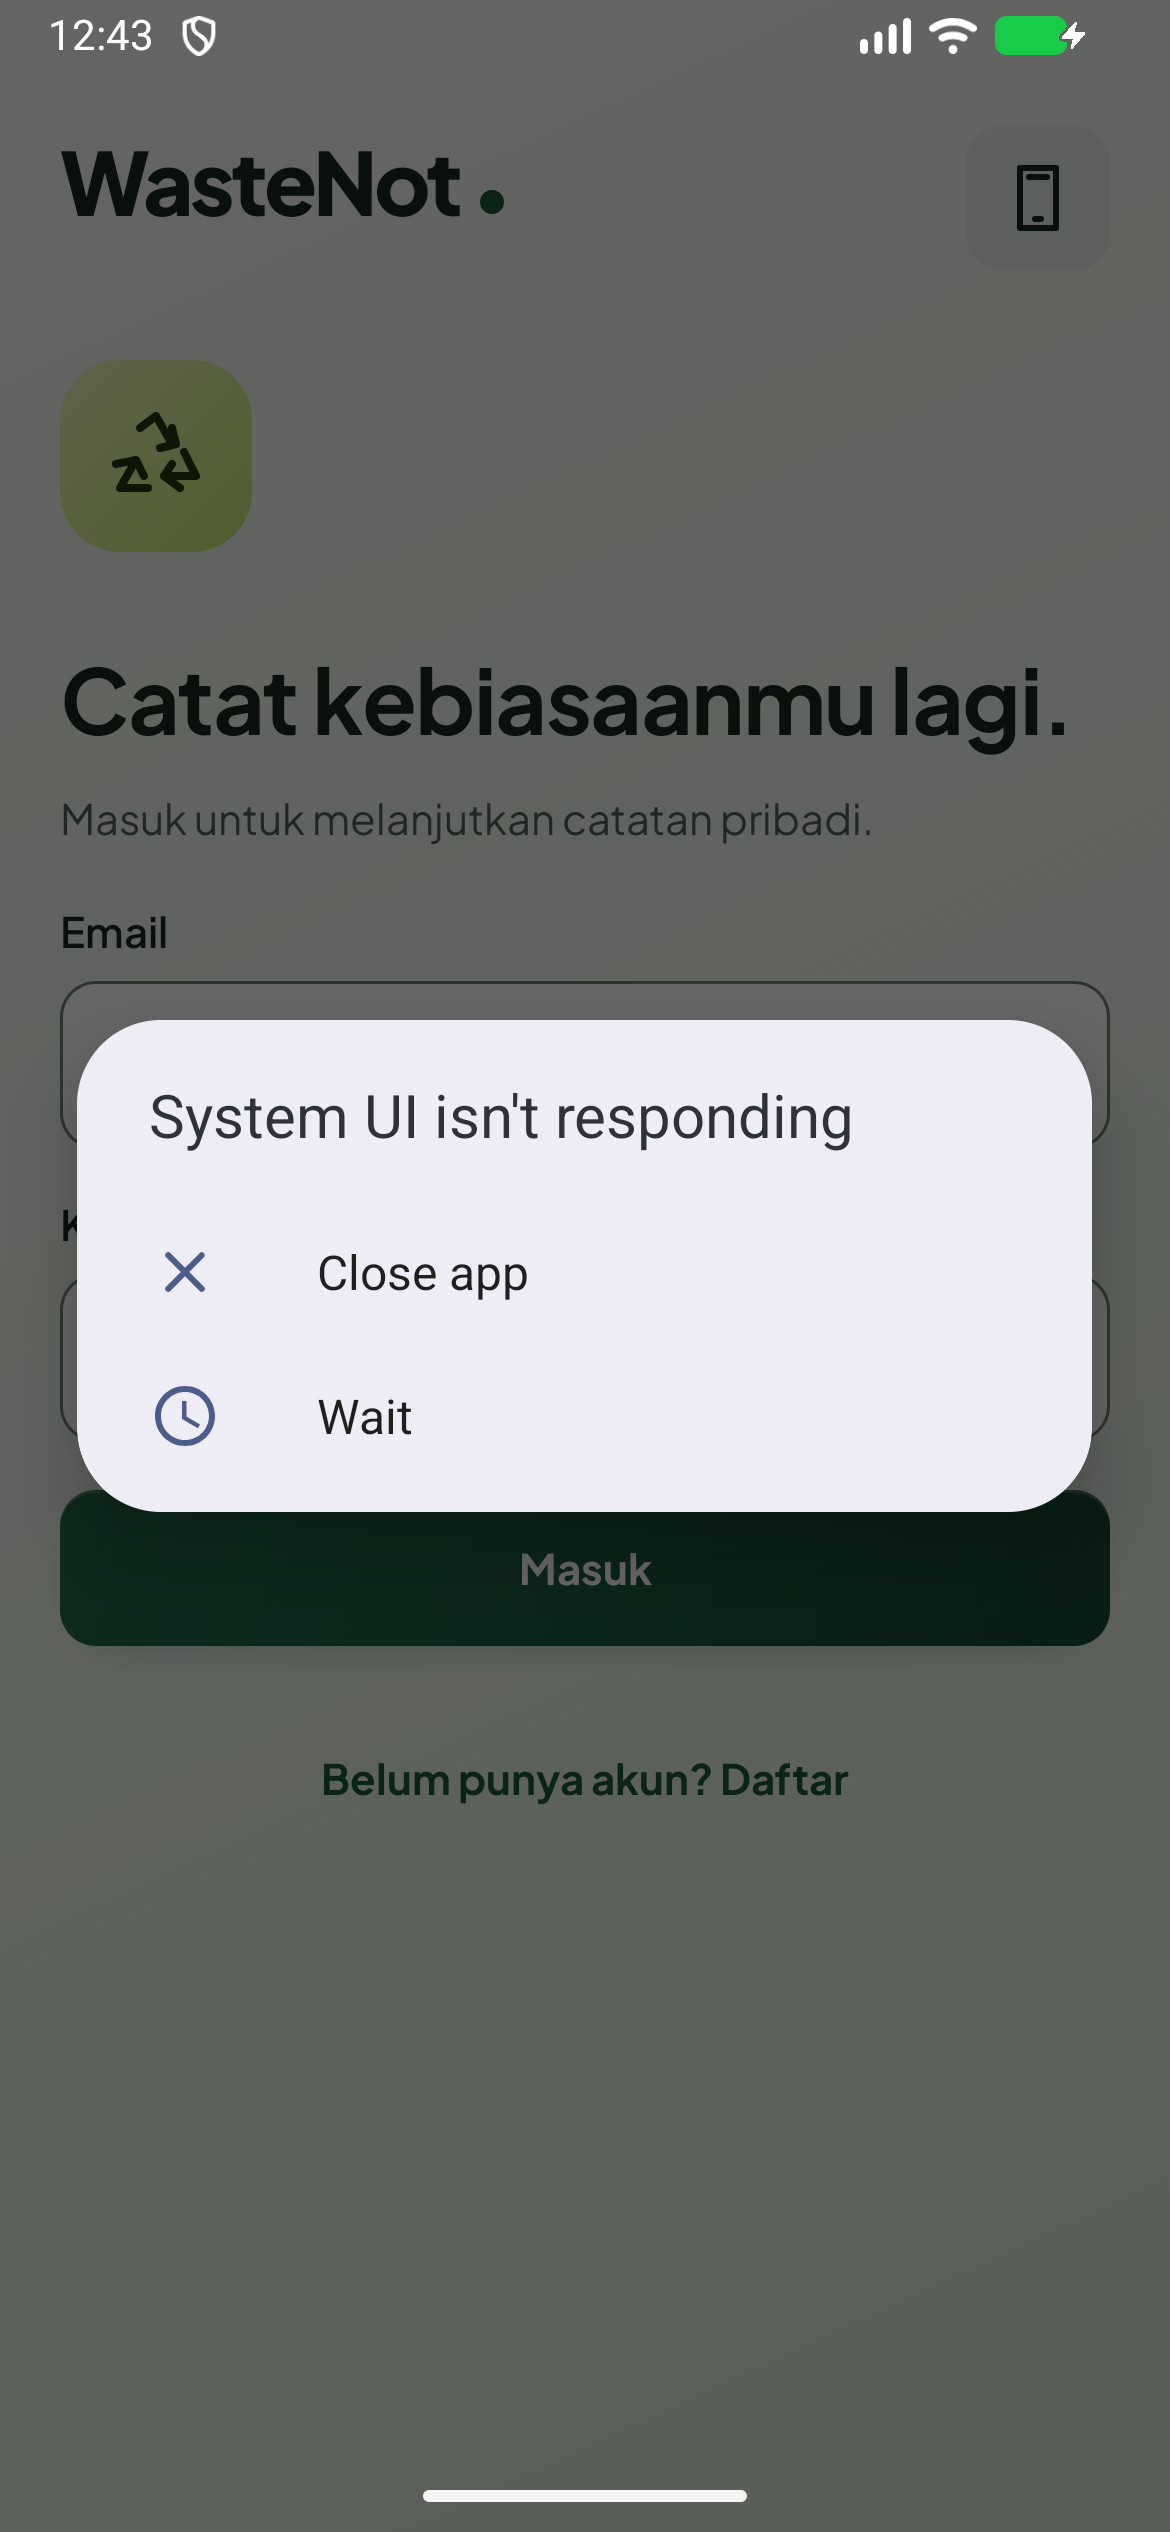 12:43
WasteNot
Catat kebiasaanmu lagi.
Masuk untuk melanjutkan catatan pribadi.
Email
System UI isn't responding
Close app
Wait
Masuk
Belum punya akun? Daftar